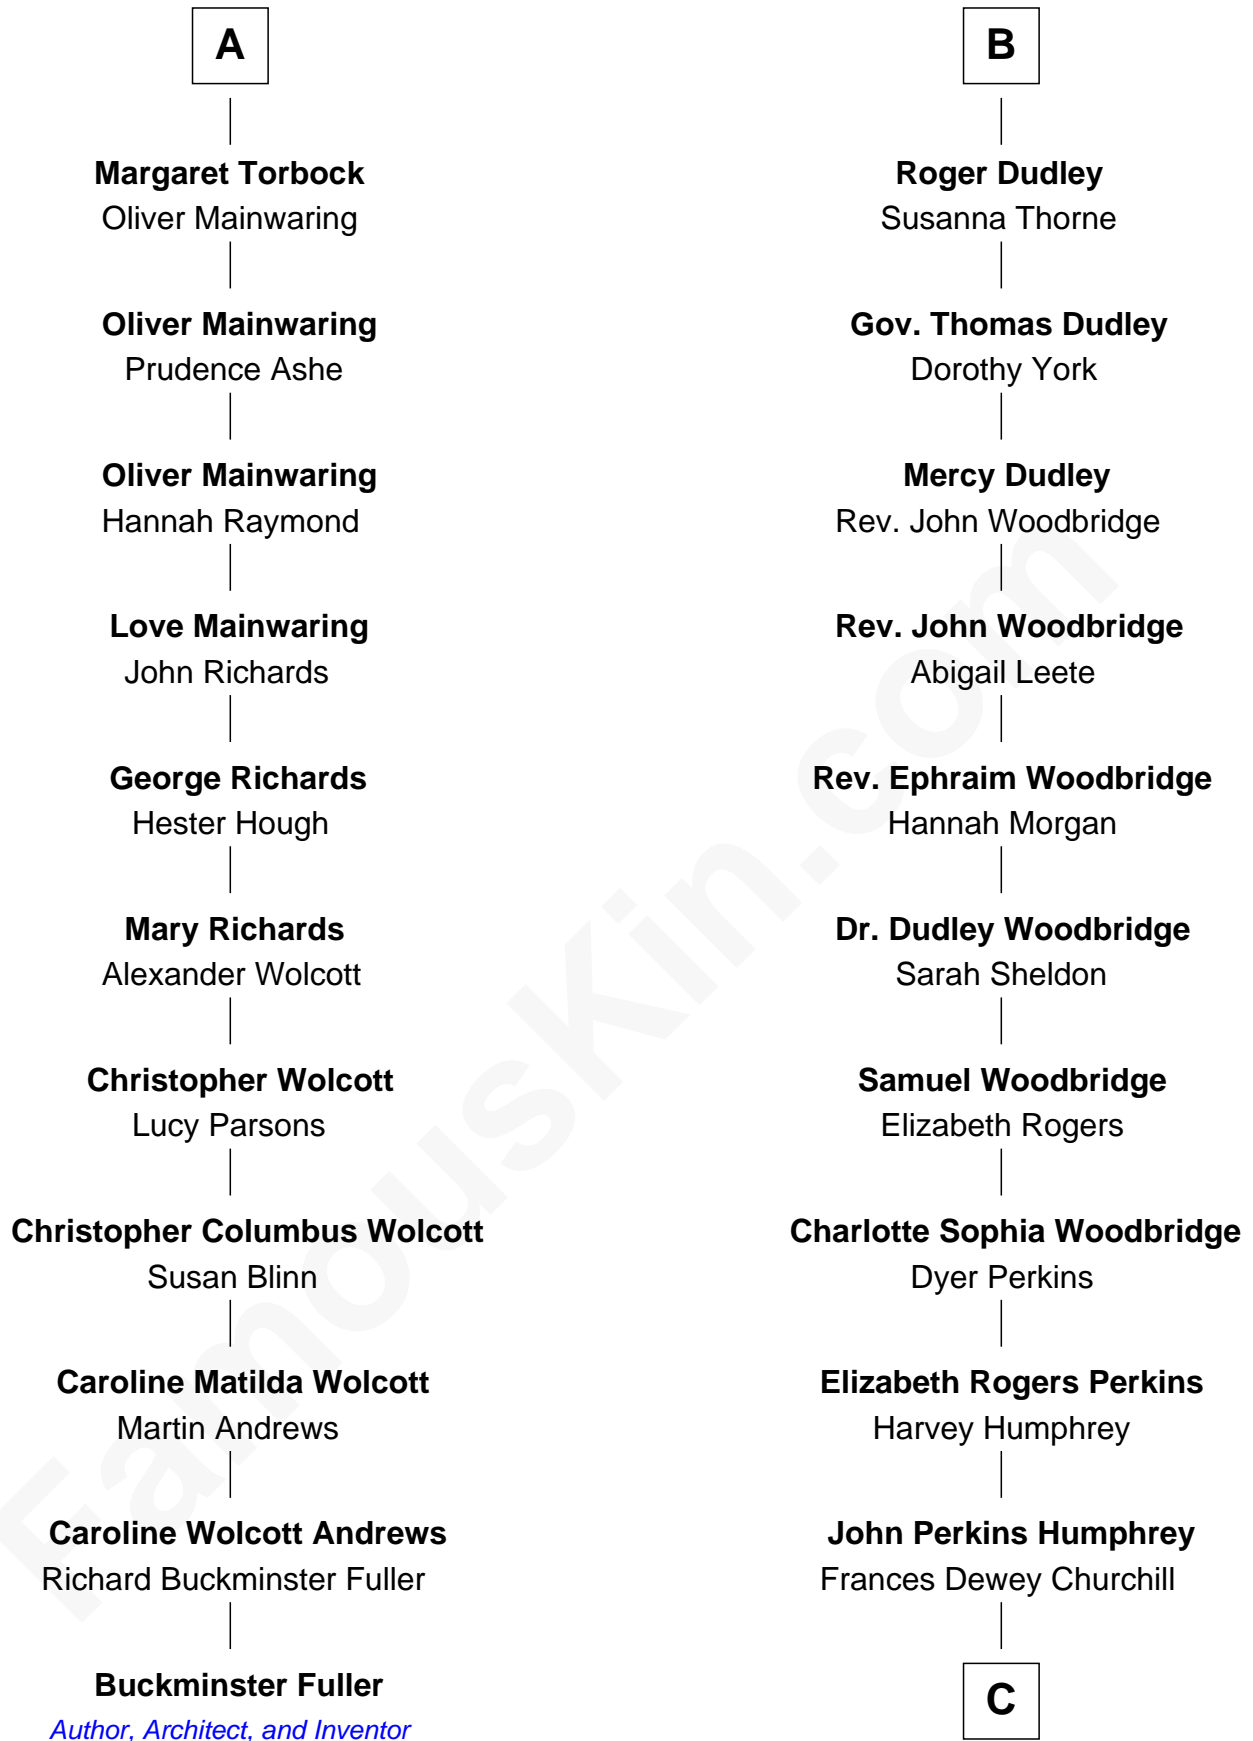 A
Margaret Torbock
Oliver Mainwaring
Oliver Mainwaring
Prudence Ashe
Oliver Mainwaring
Hannah Raymond
Love Mainwaring
John Richards
George Richards
Hester Hough
Mary Richards
Alexander Wolcott
Christopher Wolcott
Lucy Parsons
Christopher Columbus Wolcott
Susan Blinn
Caroline Matilda Wolcott
Martin Andrews
Caroline Wolcott Andrews
Richard Buckminster Fuller
Buckminster Fuller
Author, Architect, and Inventor
B
Roger Dudley
Susanna Thorne
Gov. Thomas Dudley
Dorothy York
Mercy Dudley
Rev. John Woodbridge
Rev. John Woodbridge
Abigail Leete
Rev. Ephraim Woodbridge
Hannah Morgan
Dr. Dudley Woodbridge
Sarah Sheldon
Samuel Woodbridge
Elizabeth Rogers
Charlotte Sophia Woodbridge
Dyer Perkins
Elizabeth Rogers Perkins
Harvey Humphrey
John Perkins Humphrey
Frances Dewey Churchill
C
FamousKin.com